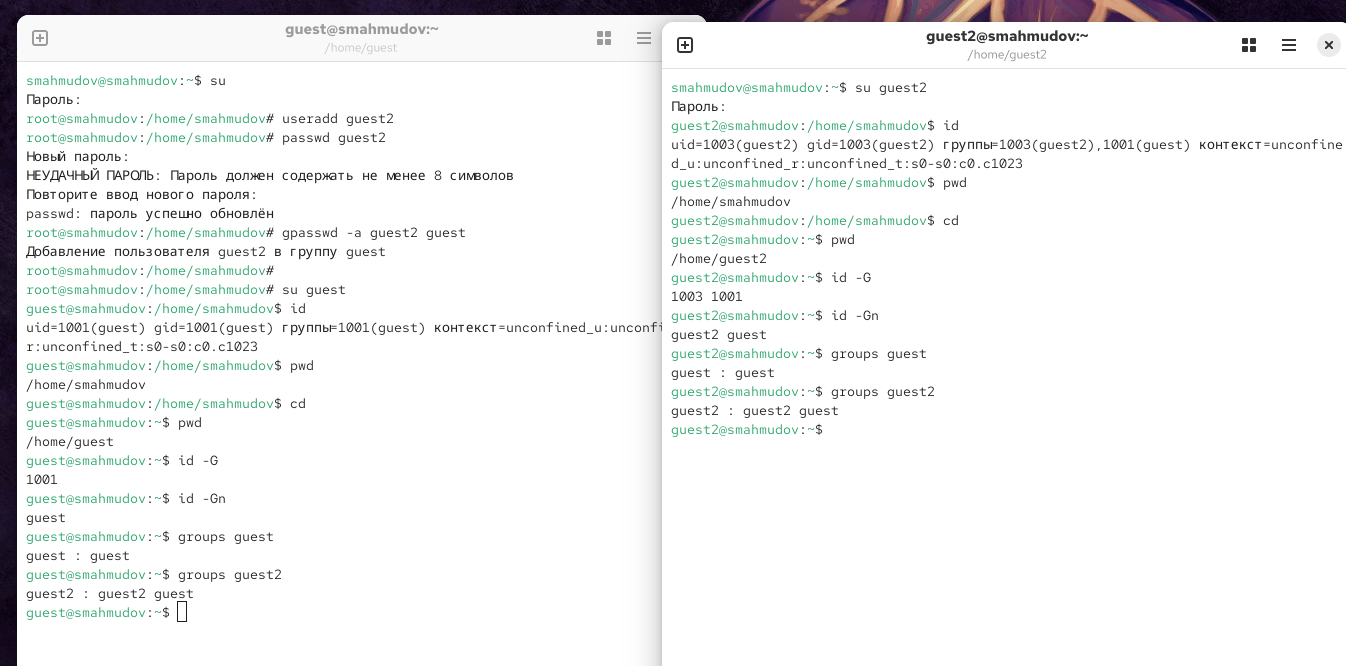 guest@smahmudov:~
/home/guest
smahmudov@smahmudov:~$ su
Пароль:
root@smahmudov:/home/smahmudov# useradd guest2
root@smahmudov:/home/smahmudov# passwd guest2
Новый пароль:
НЕУДАЧНЫЙ ПАРОЛЬ: Пароль должен содержать не менее 8 символов
Повторите ввод нового пароля:
passwd: пароль успешно обновлён
root@smahmudov:/home/smahmudov# gpasswd -a guest2 guest
Добавление пользователя guest2 в группу guest
root@smahmudov:/home/smahmudov#
root@smahmudov:/home/smahmudov# su guest
guest@smahmudov:/home/smahmudov$ id
uid=1001(guest) gid=1001(guest) группы=1001(guest) контекст=unconfined_u:unconfi
r:unconfined_t:s0-s0:c0.c1023
guest@smahmudov:/home/smahmudov$ pwd
/home/smahmudov
guest@smahmudov:/home/smahmudov$ cd
guest@smahmudov:~$ pwd
/home/guest
guest@smahmudov:~$ id -G
1001
guest@smahmudov:~$ id -Gn
guest
guest@smahmudov:~$ groups guest
guest : guest
guest@smahmudov:~$ groups guest2
guest2 : guest2 guest
guest@smahmudov:~$
guest2@smahmudov:~
/home/guest2
smahmudov@smahmudov:~$ su guest2
Пароль:
guest2@smahmudov:/home/smahmudov$ id
uid=1003(guest2) gid=1003(guest2) группы=1003(guest2),1001(guest) контекст=unconfine
d_u:unconfined_r:unconfined_t:s0-s0:c0.c1023
guest2@smahmudov:/home/smahmudov$ pwd
/home/smahmudov
guest2@smahmudov:/home/smahmudov$ cd
guest2@smahmudov:~$ pwd
/home/guest2
guest2@smahmudov:~$ id -G
1003 1001
guest2@smahmudov:~$ id -Gn
guest2 guest
guest2@smahmudov:~$ groups guest
guest : guest
guest2@smahmudov:~$ groups guest2
guest2 : guest2 guest
guest2@smahmudov:~$